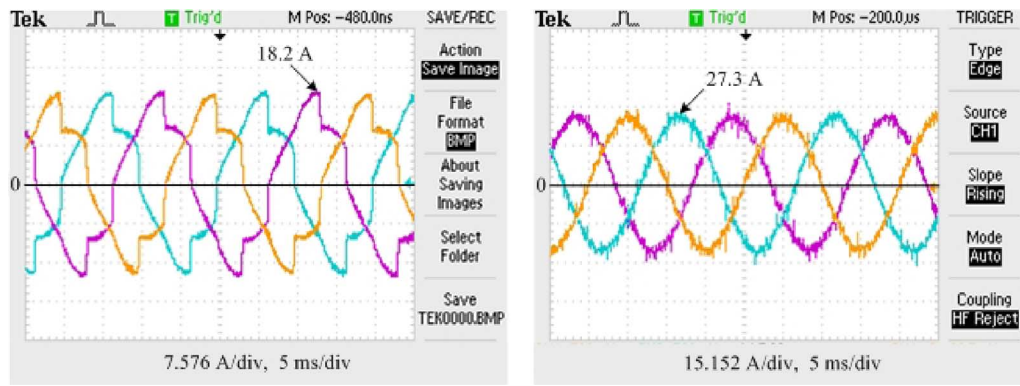 Tek Trig'd M Pos: -480.0ns SAVE/REC
18.2 A
0
Action
Save Image
File
Format
BMP
About
Saving
Images
Select
Folder
Save
TEK0000.BMP
7.576 A/div, 5 ms/div
Tek Trig'd M Pos: -200.0us TRIGGER
27.3 A
0
Type
Edge
Source
CH1
Slope
Rising
Mode
Auto
Coupling
HF Reject
15.152 A/div, 5 ms/div